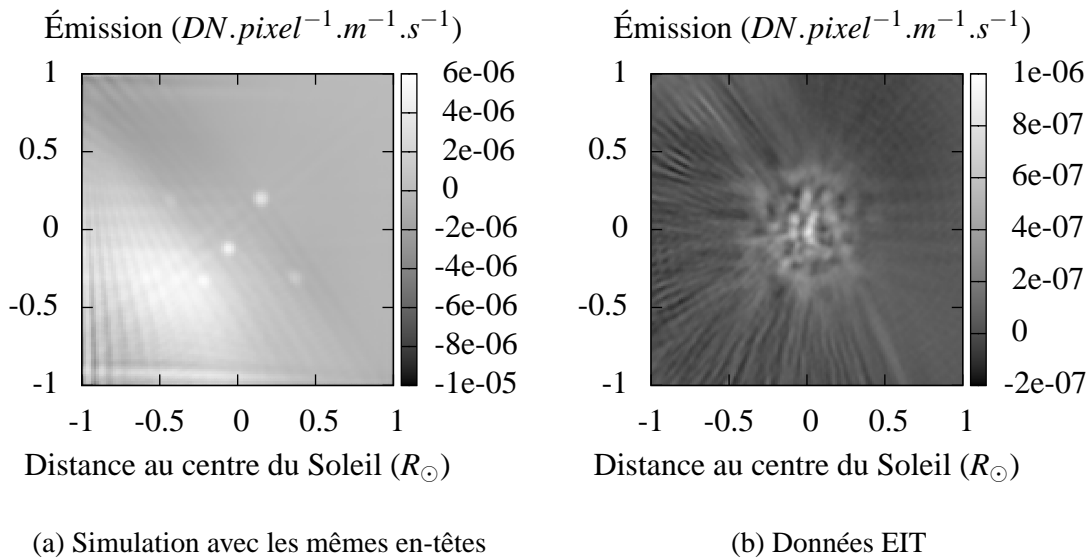 Émission (DN.pixel⁻¹.m⁻¹.s⁻¹)
1
0.5
0
-0.5
-1
-1 -0.5 0 0.5 1
6e-06
4e-06
2e-06
0
-2e-06
-4e-06
-6e-06
-8e-06
-1e-05
Distance au centre du Soleil (R☉)
(a) Simulation avec les mêmes en-têtes
Émission (DN.pixel⁻¹.m⁻¹.s⁻¹)
1
0.5
0
-0.5
-1
-1 -0.5 0 0.5 1
1e-06
8e-07
6e-07
4e-07
2e-07
0
-2e-07
Distance au centre du Soleil (R☉)
(b) Données EIT